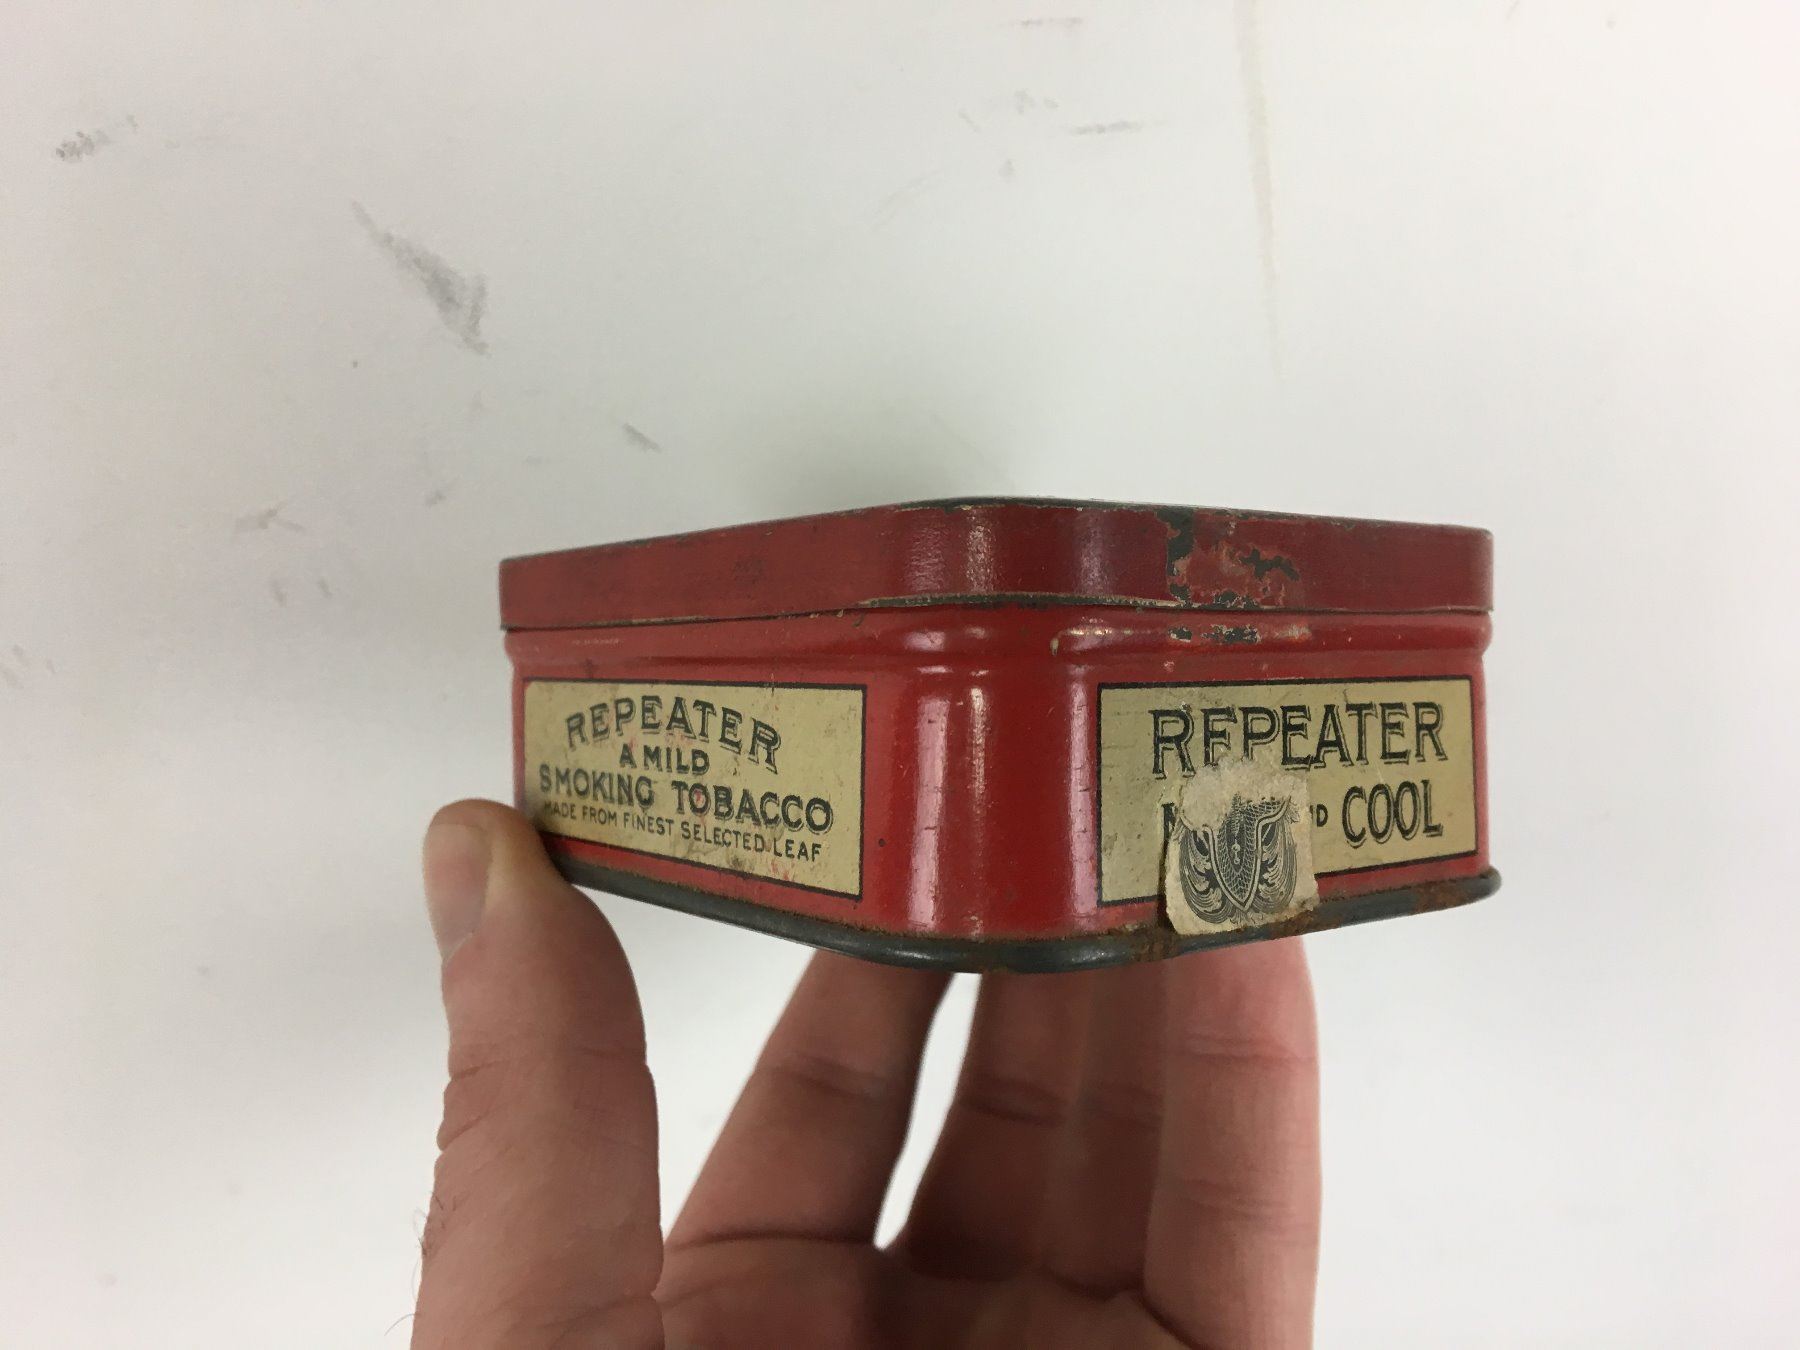 REPEATER
A MILD
SMOKING TOBACCO
MADE FROM FINEST SELECTED LEAF
REPEATER
COOL